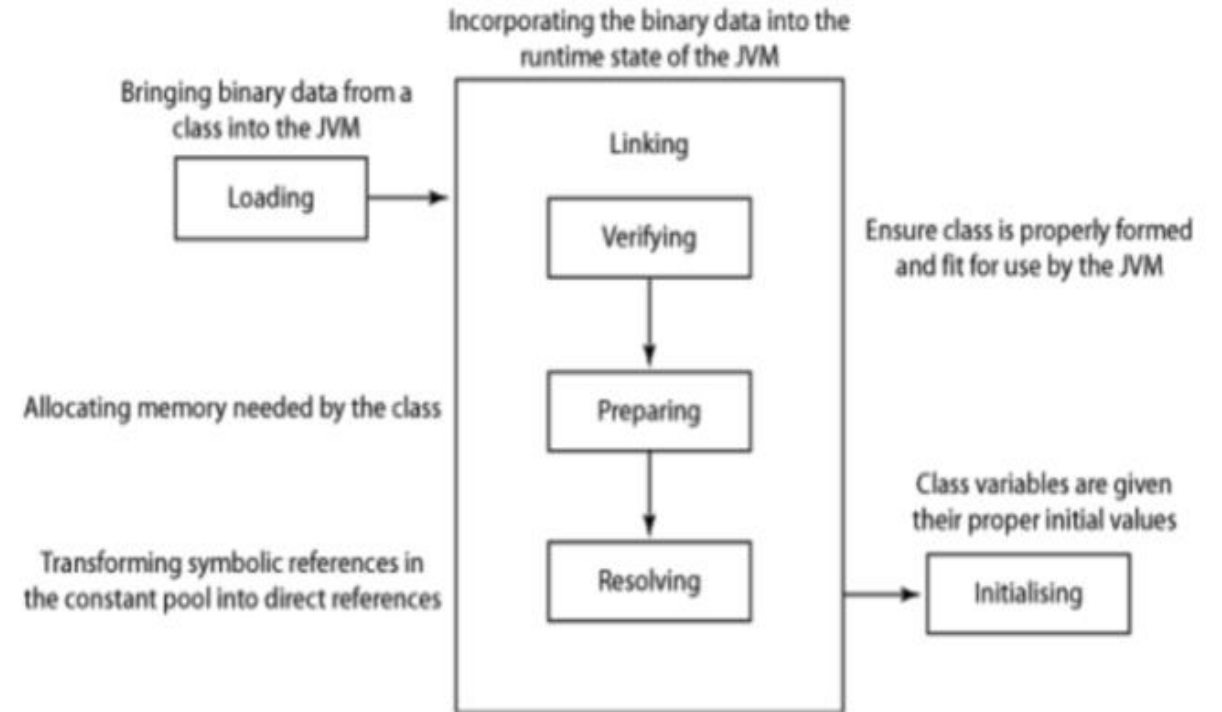 Incorporating the binary data into the
runtime state of the JVM
Bringing binary data from a
class into the JVM
Loading
Linking
Verifying
Ensure class is properly formed
and fit for use by the JVM
Preparing
Allocating memory needed by the class
Class variables are given
their proper initial values
Transforming symbolic references in
the constant pool into direct references
Resolving
Initialising